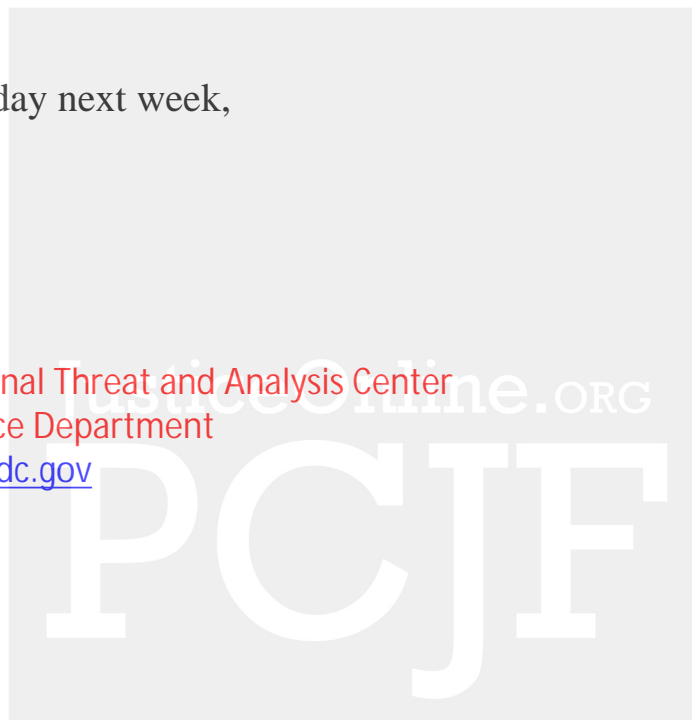 day next week,
nal Threat and Analysis Center
JusticeOnline.ORG
ce Department
dc.gov
PCJF